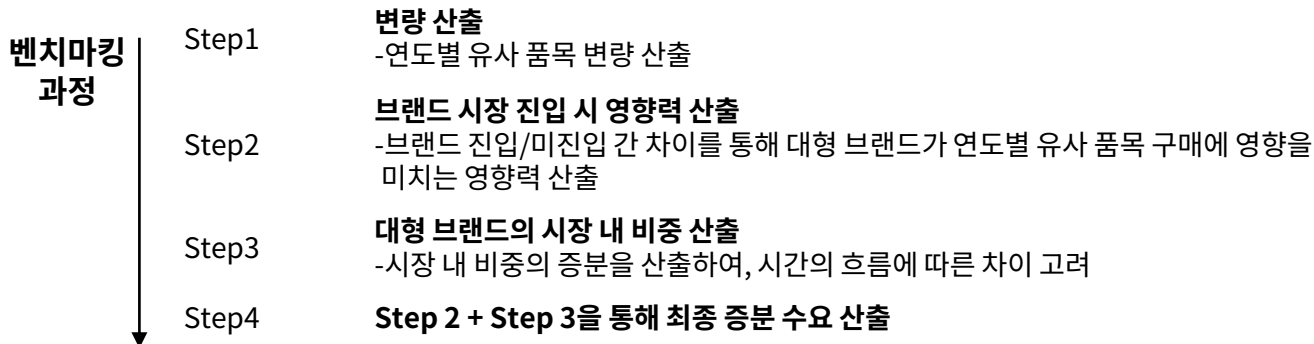 벤치마킹
과정
Step1
변량 산출
-연도별 유사 품목 변량 산출
Step2
브랜드 시장 진입 시 영향력 산출
-브랜드 진입/미진입 간 차이를 통해 대형 브랜드가 연도별 유사 품목 구매에 영향을
미치는 영향력 산출
Step3
대형 브랜드의 시장 내 비중 산출
-시장 내 비중의 증분을 산출하여, 시간의 흐름에 따른 차이 고려
Step4
Step 2 + Step 3을 통해 최종 증분 수요 산출